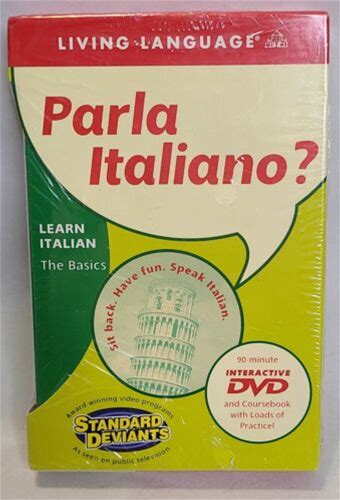 LIVING LANGUAGE®
Parla
Italiano?
LEARN
ITALIAN
The Basics
Sit back. Have fun. Speak Italian.
90-minute
INTERACTIVE
DVD
and Coursebook
with Loads of
Practice!
Award-winning video programs
STANDARD
DEVIANTS
As seen on public television